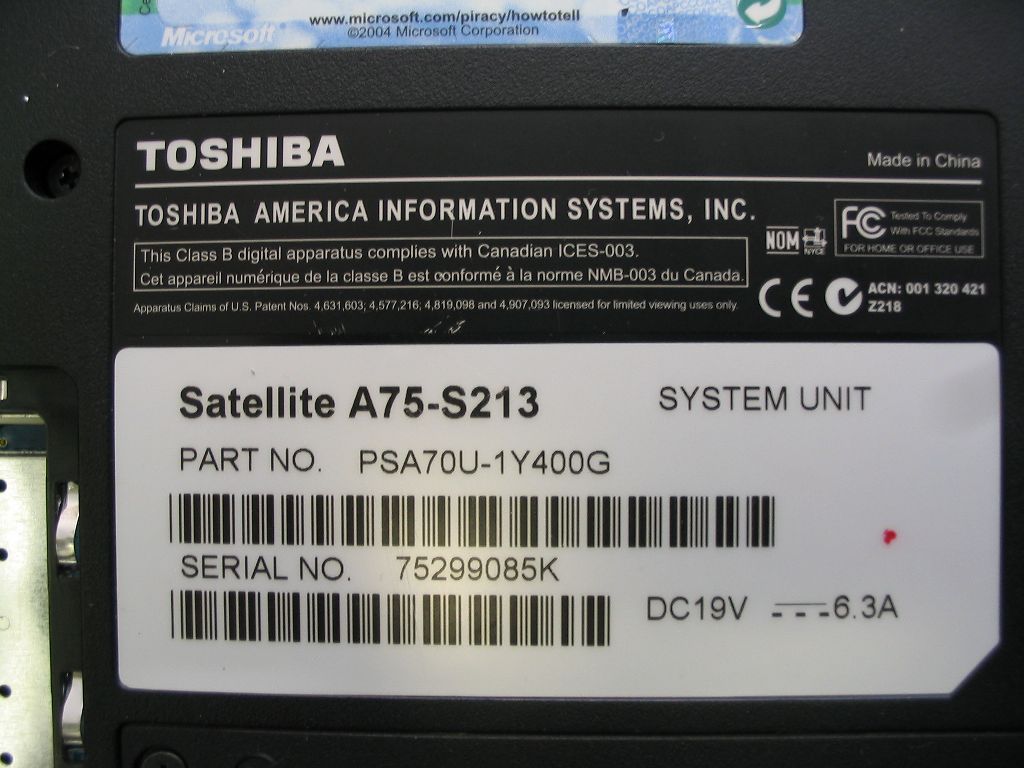 www.microsoft.com/piracy/howtotell
Microsoft ©2004 Microsoft Corporation
TOSHIBA
Made in China
TOSHIBA AMERICA INFORMATION SYSTEMS, INC.
This Class B digital apparatus complies with Canadian ICES-003.
Cet appareil numérique de la classe B est conformé à la norme NMB-003 du Canada.
Apparatus Claims of U.S. Patent Nos. 4,631,603; 4,577,216; 4,819,098 and 4,907,093 licensed for limited viewing uses only.
NOM
NYCE
FC Tested To Comply
With FCC Standards
FOR HOME OR OFFICE USE
CE
ACN: 001 320 421
Z218
Satellite A75-S213 SYSTEM UNIT
PART NO. PSA70U-1Y400G
SERIAL NO. 75299085K
DC19V 6.3A